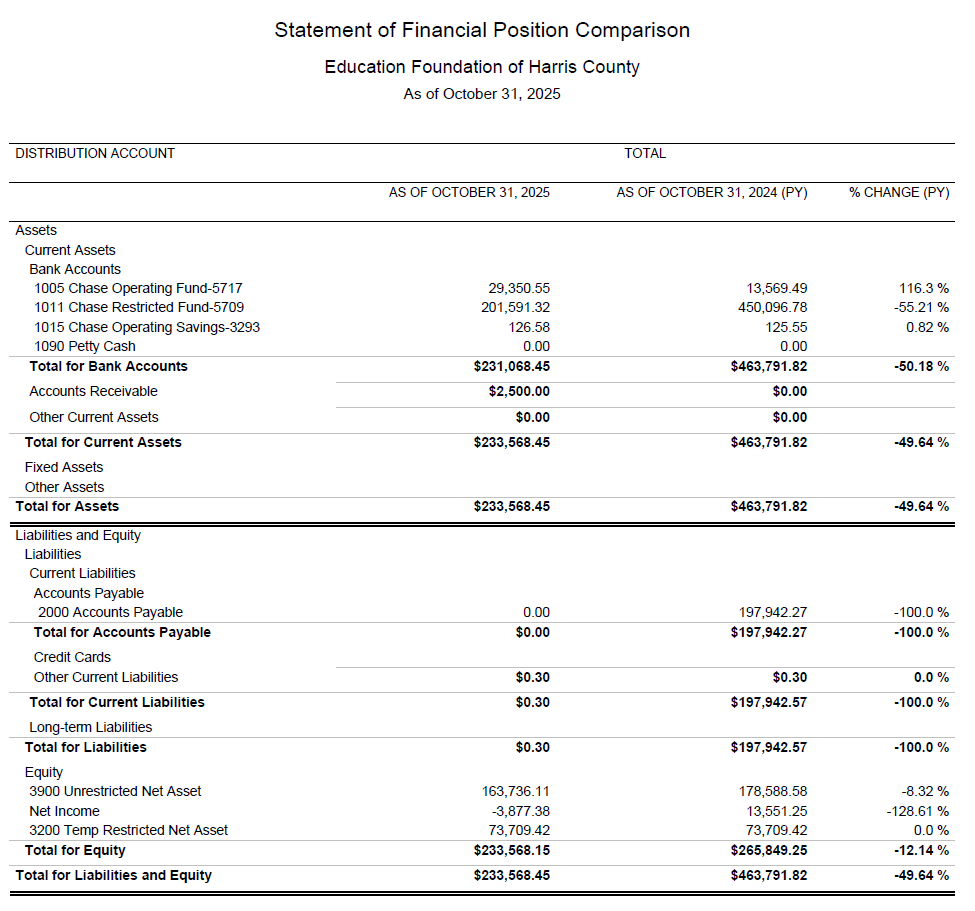 Statement of Financial Position Comparison
Education Foundation of Harris County
As of October 31, 2025
DISTRIBUTION ACCOUNT TOTAL
AS OF OCTOBER 31, 2025 AS OF OCTOBER 31, 2024 (PY) % CHANGE (PY)
Assets
Current Assets
Bank Accounts
1005 Chase Operating Fund-5717 29,350.55 13,569.49 116.3 %
1011 Chase Restricted Fund-5709 201,591.32 450,096.78 -55.21 %
1015 Chase Operating Savings-3293 126.58 125.55 0.82 %
1090 Petty Cash 0.00 0.00
Total for Bank Accounts $231,068.45 $463,791.82 -50.18 %
Accounts Receivable $2,500.00 $0.00
Other Current Assets $0.00 $0.00
Total for Current Assets $233,568.45 $463,791.82 -49.64 %
Fixed Assets
Other Assets
Total for Assets $233,568.45 $463,791.82 -49.64 %
Liabilities and Equity
Liabilities
Current Liabilities
Accounts Payable
2000 Accounts Payable 0.00 197,942.27 -100.0 %
Total for Accounts Payable $0.00 $197,942.27 -100.0 %
Credit Cards
Other Current Liabilities $0.30 $0.30 0.0 %
Total for Current Liabilities $0.30 $197,942.57 -100.0 %
Long-term Liabilities
Total for Liabilities $0.30 $197,942.57 -100.0 %
Equity
3900 Unrestricted Net Asset 163,736.11 178,588.58 -8.32 %
Net Income -3,877.38 13,551.25 -128.61 %
3200 Temp Restricted Net Asset 73,709.42 73,709.42 0.0 %
Total for Equity $233,568.15 $265,849.25 -12.14 %
Total for Liabilities and Equity $233,568.45 $463,791.82 -49.64 %